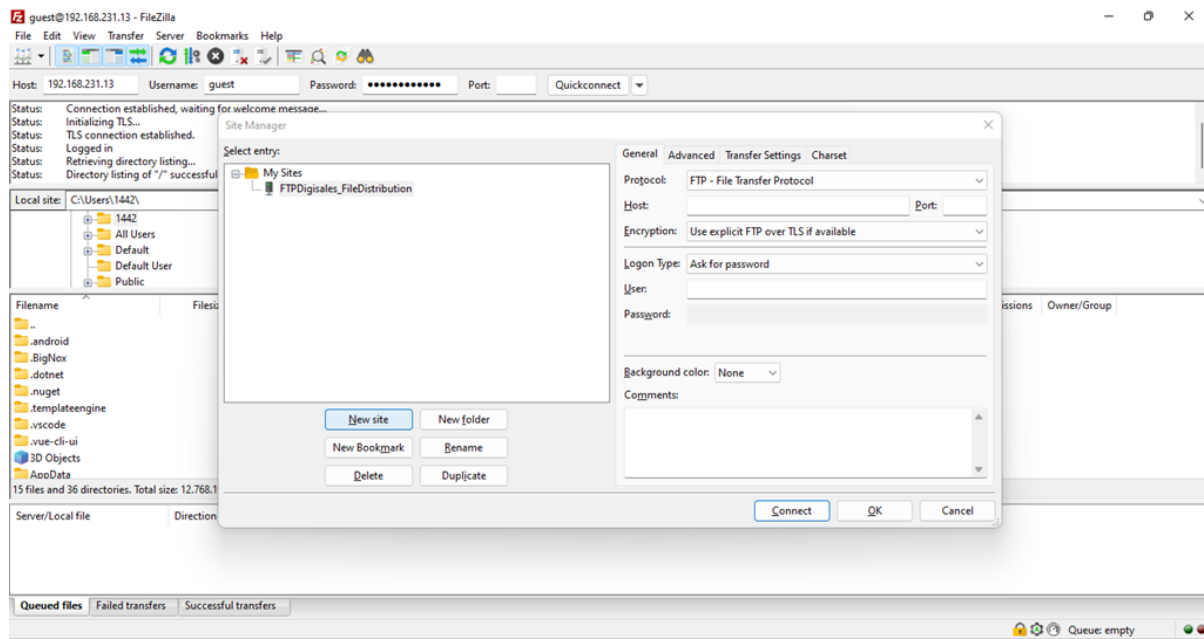 guest@192.168.231.13 - FileZilla
File Edit View Transfer Server Bookmarks Help
Host: 192.168.231.13 Username: guest Password: ●●●●●●●●●●●● Port: Quickconnect
Status: Connection established, waiting for welcome message...
Status: Initializing TLS...
Status: TLS connection established.
Status: Logged in
Status: Retrieving directory listing...
Status: Directory listing of "/" successful
Local site: C:\Users\1442\
1442
All Users
Default
Default User
Public
Filename Filesiz
..
.android
.BigNox
.dotnet
.nuget
.templateengine
.vscode
.vue-cli-ui
3D Objects
AppData
15 files and 36 directories. Total size: 12.768.1
Server/Local file Direction
Site Manager
Select entry:
My Sites
FTPDigisales_FileDistribution
New site New folder
New Bookmark Rename
Delete Duplicate
General Advanced Transfer Settings Charset
Protocol: FTP - File Transfer Protocol
Host: Port:
Encryption: Use explicit FTP over TLS if available
Logon Type: Ask for password
User:
Password:
Background color: None
Comments:
Connect OK Cancel
issions Owner/Group
Queued files Failed transfers Successful transfers
Queue: empty